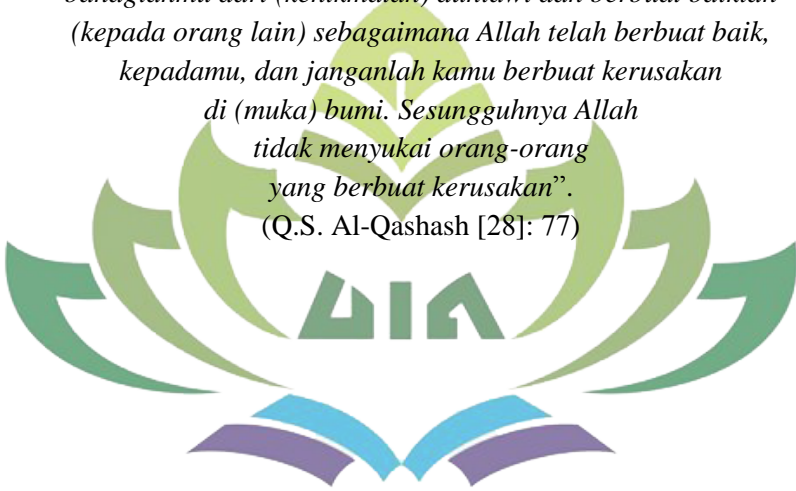 (kepada orang lain) sebagaimana Allah telah berbuat baik,
kepadamu, dan janganlah kamu berbuat kerusakan
di (muka) bumi. Sesungguhnya Allah
tidak menyukai orang-orang
yang berbuat kerusakan”.
(Q.S. Al-Qashash [28]: 77)
UIN